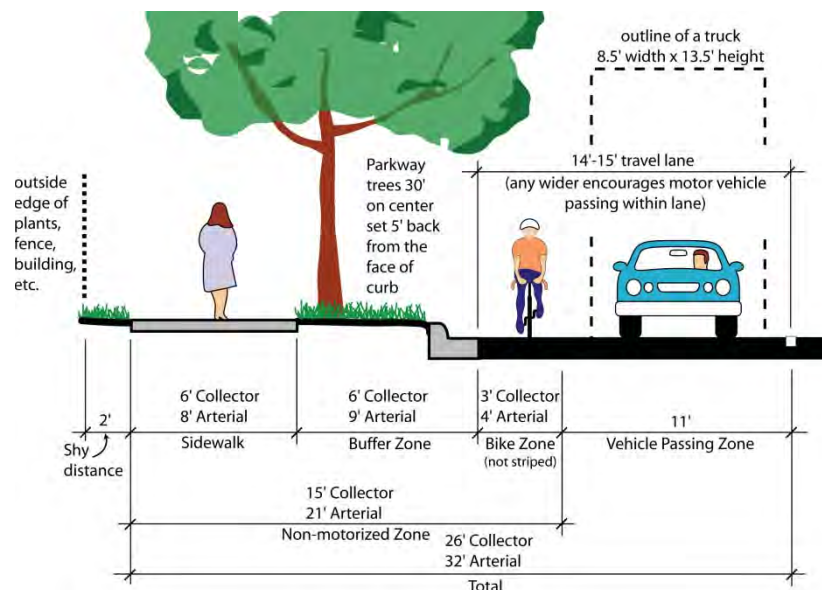 outline of a truck
8.5' width x 13.5' height
14'-15' travel lane
(any wider encourages motor vehicle
passing within lane)
Parkway
trees 30'
on center
set 5' back
from the
face of
curb
outside
edge of
plants,
fence,
building,
etc.
2'
Shy
distance
6' Collector
8' Arterial
Sidewalk
6' Collector
9' Arterial
Buffer Zone
3' Collector
4' Arterial
Bike Zone
(not striped)
11'
Vehicle Passing Zone
15' Collector
21' Arterial
Non-motorized Zone
26' Collector
32' Arterial
Total